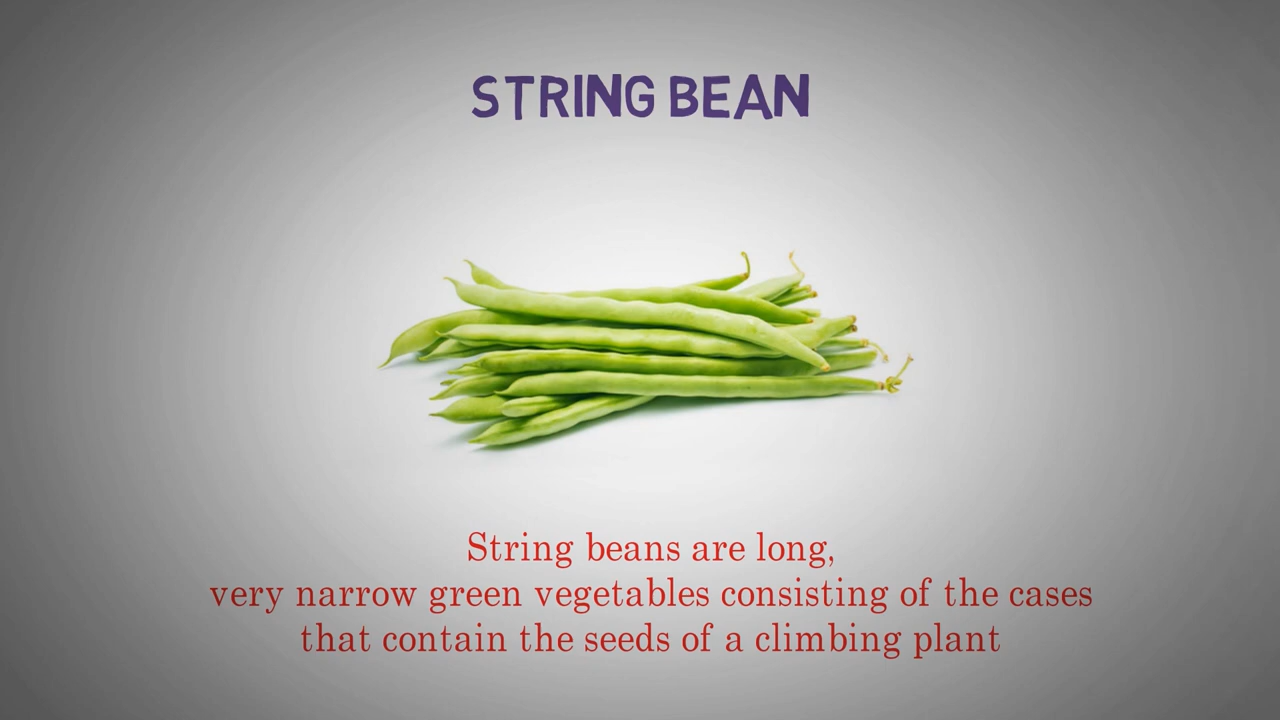 STRING BEAN
String beans are long,
very narrow green vegetables consisting of the cases
that contain the seeds of a climbing plant